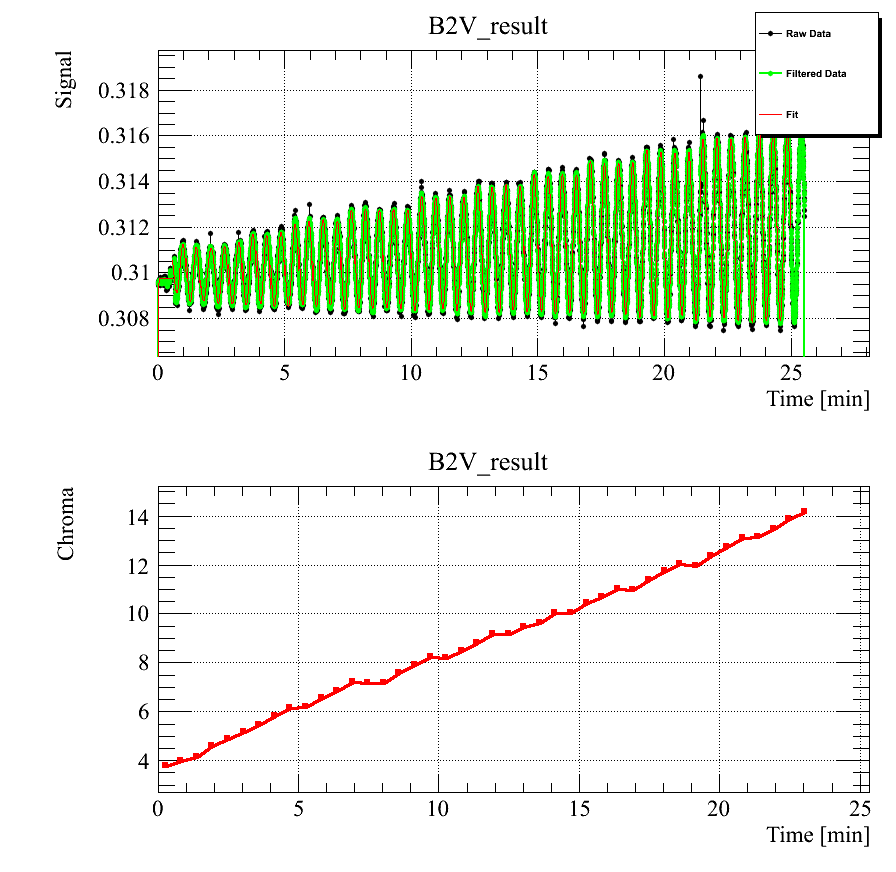 B2V_result
Signal
Raw Data
Filtered Data
Fit
0.318
0.316
0.314
0.312
0.31
0.308
0 5 10 15 20 25
Time [min]
B2V_result
Chroma
14
12
10
8
6
4
0 5 10 15 20 25
Time [min]